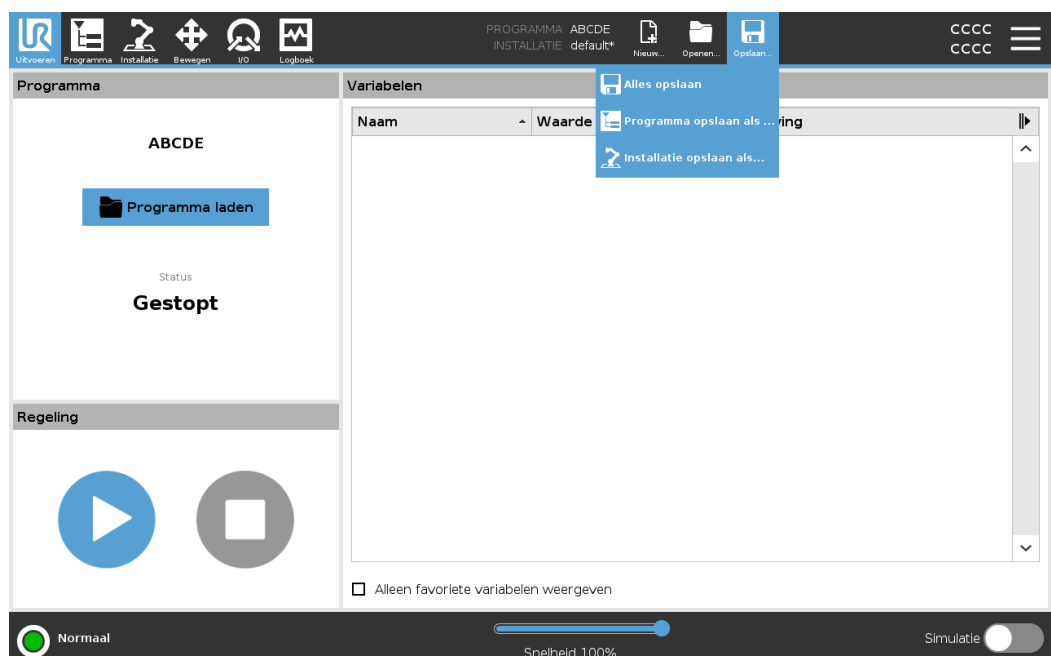 UR
PROGRAMMA ABCDE
INSTALLATIE default*
Uitvoeren Programma Installatie Bewegen I/O Logboek
Nieuw... Openen... Opslaan...
CCCC
CCCC
Alles opslaan
Programma opslaan als ...
Installatie opslaan als...
Programma
ABCDE
Programma laden
Status
Gestopt
Regeling
Variabelen
Naam Waarde
Alleen favoriete variabelen weergeven
Normaal
Snelheid 100%
Simulatie